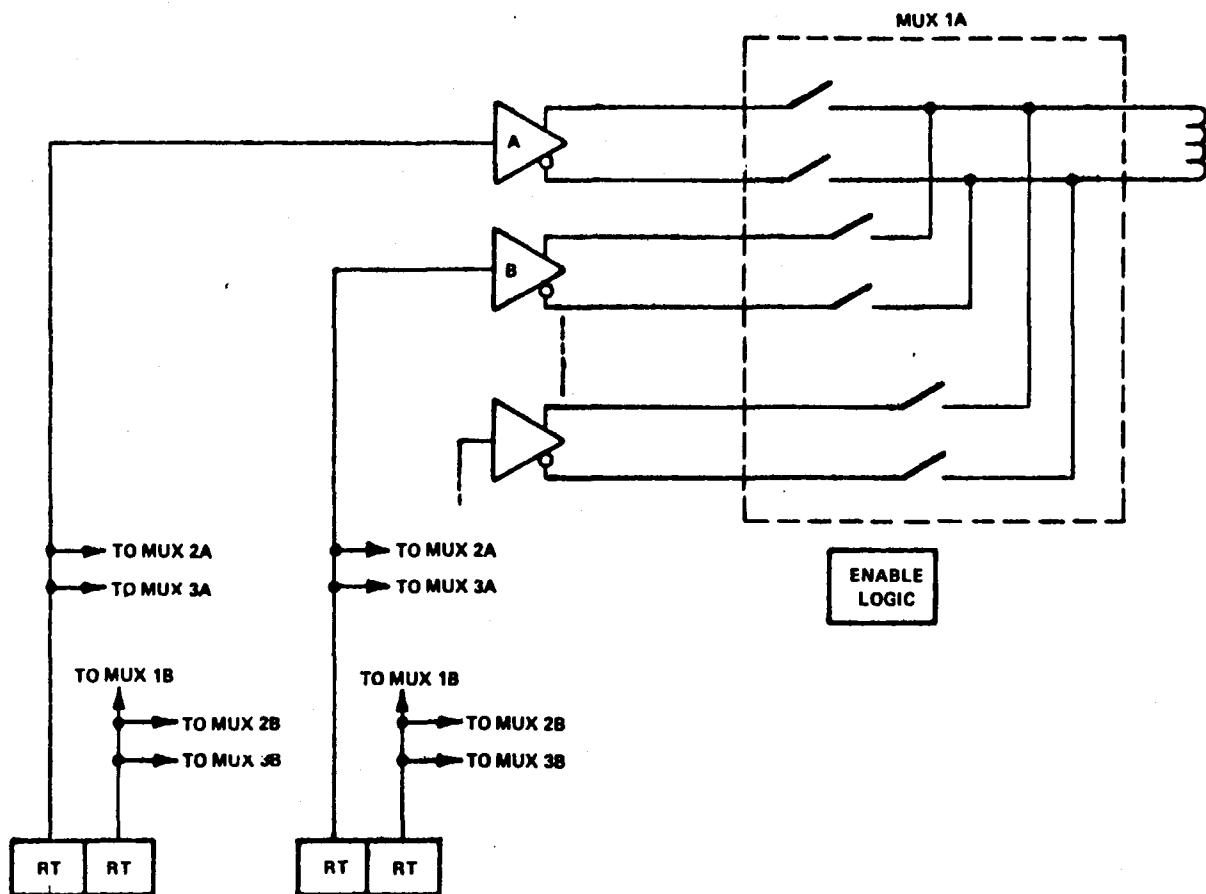 MUX 1A
A
B
TO MUX 2A
TO MUX 3A
TO MUX 2A
TO MUX 3A
ENABLE
LOGIC
TO MUX 1B
TO MUX 2B
TO MUX 3B
TO MUX 1B
TO MUX 2B
TO MUX 3B
RT
RT
RT
RT